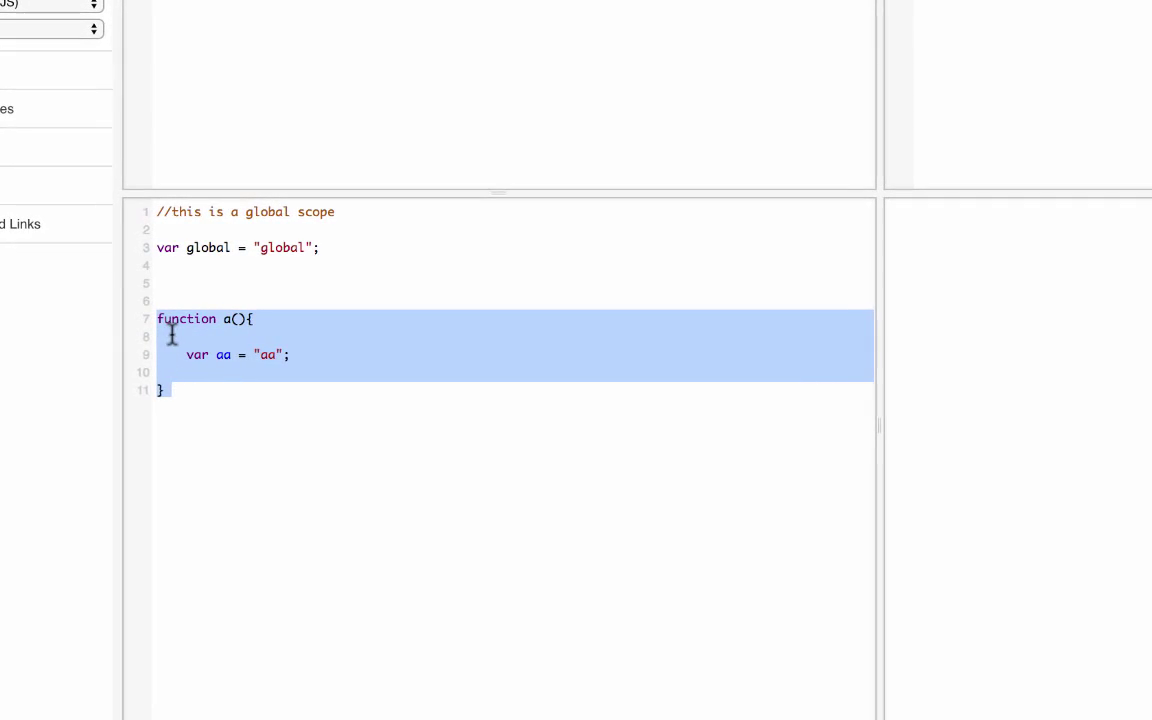 JS)
es
d Links
1 //this is a global scope
2
3 var global = "global";
4
5
6
7 function a(){
8
9 var aa = "aa";
10
11 }